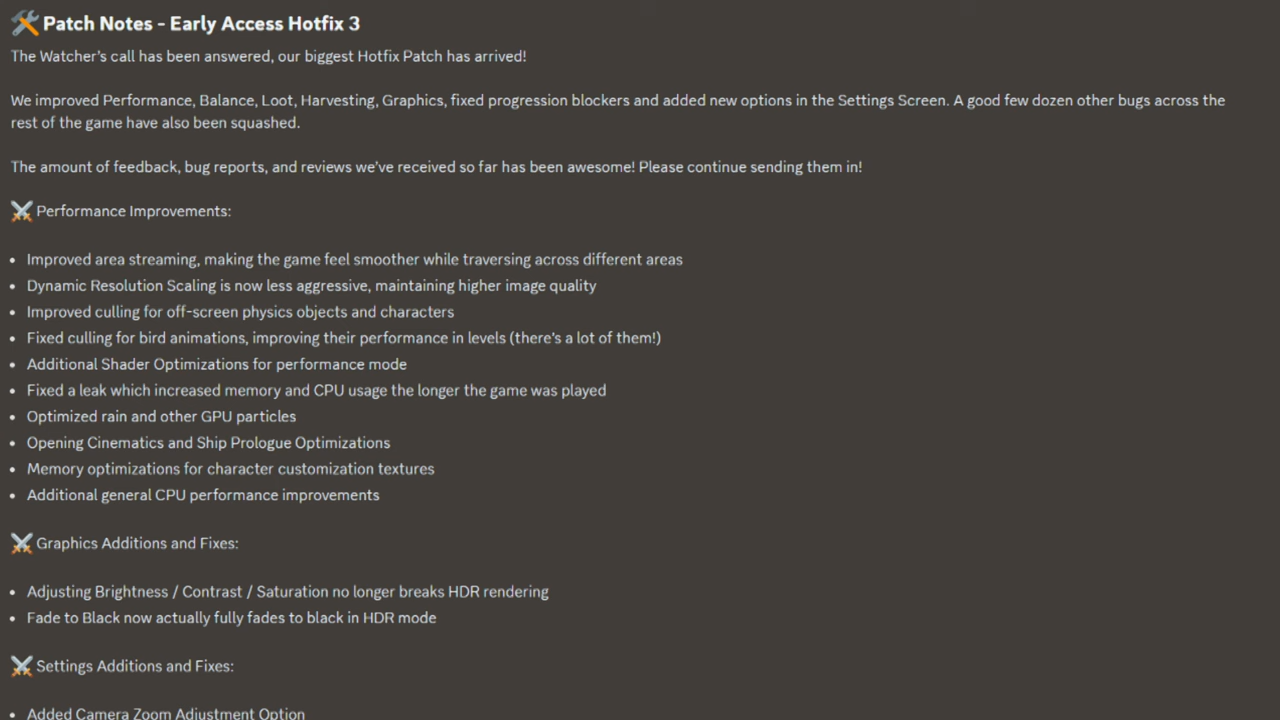 Patch Notes - Early Access Hotfix 3
The Watcher's call has been answered, our biggest Hotfix Patch has arrived!
We improved Performance, Balance, Loot, Harvesting, Graphics, fixed progression blockers and added new options in the Settings Screen. A good few dozen other bugs across the
rest of the game have also been squashed.
The amount of feedback, bug reports, and reviews we've received so far has been awesome! Please continue sending them in!
Performance Improvements:
• Improved area streaming, making the game feel smoother while traversing across different areas
• Dynamic Resolution Scaling is now less aggressive, maintaining higher image quality
• Improved culling for off-screen physics objects and characters
• Fixed culling for bird animations, improving their performance in levels (there's a lot of them!)
• Additional Shader Optimizations for performance mode
• Fixed a leak which increased memory and CPU usage the longer the game was played
• Optimized rain and other GPU particles
• Opening Cinematics and Ship Prologue Optimizations
• Memory optimizations for character customization textures
• Additional general CPU performance improvements
Graphics Additions and Fixes:
• Adjusting Brightness / Contrast / Saturation no longer breaks HDR rendering
• Fade to Black now actually fully fades to black in HDR mode
Settings Additions and Fixes:
• Added Camera Zoom Adjustment Option